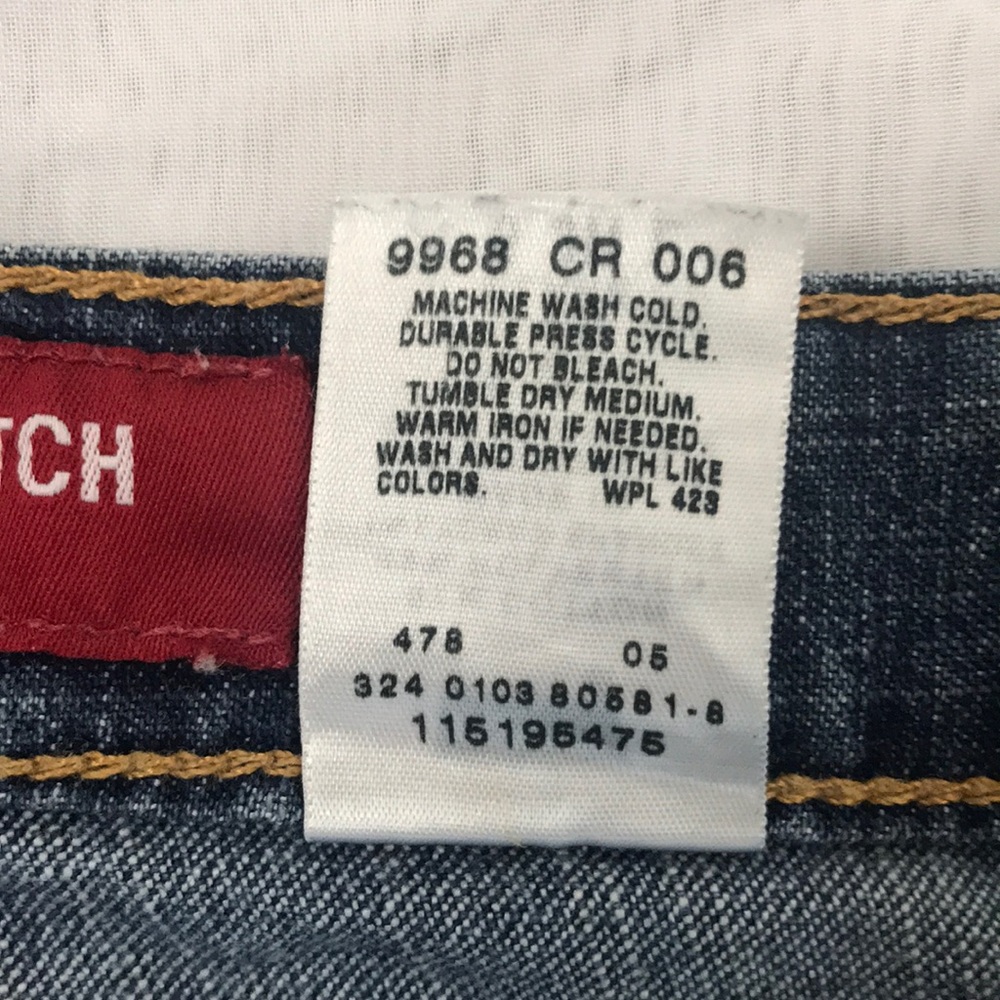 9968 CR 006
MACHINE WASH COLD.
DURABLE PRESS CYCLE.
DO NOT BLEACH.
TUMBLE DRY MEDIUM.
WARM IRON IF NEEDED.
WASH AND DRY WITH LIKE
COLORS. WPL 423
TCH
478 05
324 0103 80581-8
115195475